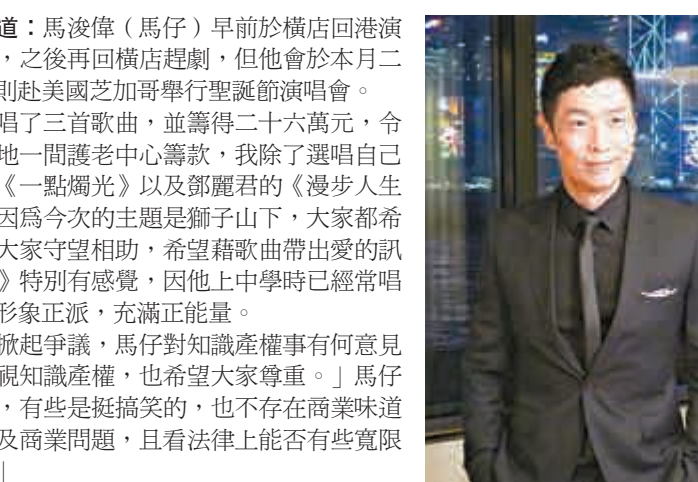 道：馬浚偉（馬仔）早前於橫店回港演
，之後再回橫店趕劇，但他會於本月二
則赴美國芝加哥舉行聖誕節演唱會。
唱了三首歌曲，並籌得二十六萬元，令
地一間護老中心籌款，我除了選唱自己
《一點燭光》以及鄧麗君的《漫步人生
因爲今次的主題是獅子山下，大家都希
大家守望相助，希望藉歌曲帶出愛的訊
》特別有感覺，因他上中學時已經常唱
形象正派，充滿正能量。
掀起爭議，馬仔對知識產權事有何意見
視知識產權，也希望大家尊重。」馬仔
，有些是挺搞笑的，也不存在商業味道
及商業問題，且看法律上能否有些寬限
」